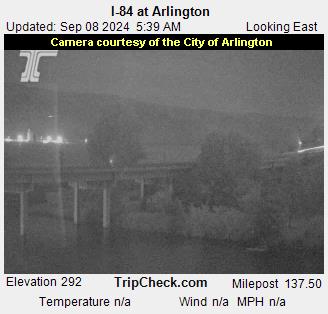 I-84 at Arlington
Updated: Sep 08 2024 5:39 AM Looking East
Camera courtesy of the City of Arlington
Elevation 292 TripCheck.com Milepost 137.50
Temperature n/a Wind n/a MPH n/a